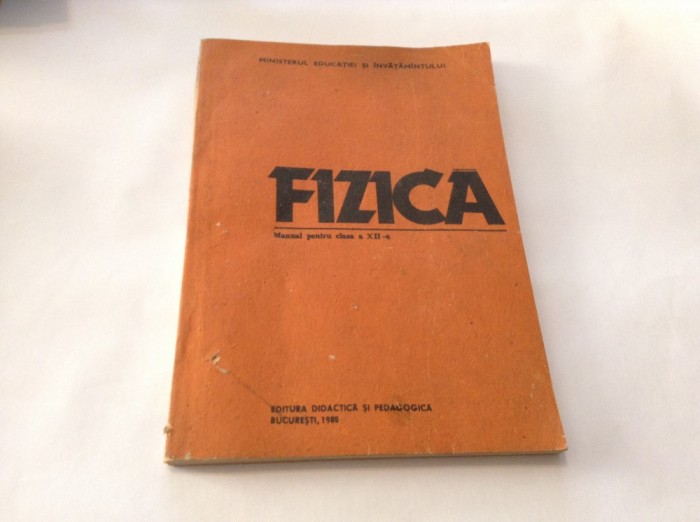 MINISTERUL EDUCAȚIEI ȘI ÎNVĂȚĂMÎNTULUI
FIZICA
Manual pentru clasa a XII-a
EDITURA DIDACTICĂ ȘI PEDAGOGICĂ
BUCUREȘTI, 1980